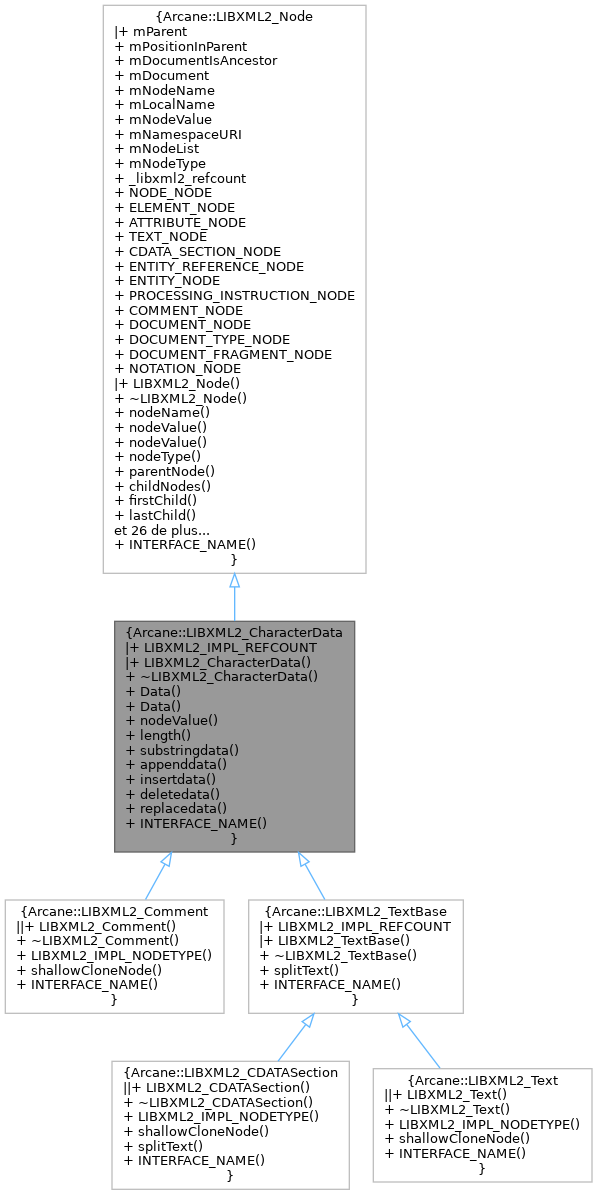 {Arcane::LIBXML2_Node
|+ mParent
+ mPositionInParent
+ mDocumentIsAncestor
+ mDocument
+ mNodeName
+ mLocalName
+ mNodeValue
+ mNamespaceURI
+ mNodeList
+ mNodeType
+ _libxml2_refcount
+ NODE_NODE
+ ELEMENT_NODE
+ ATTRIBUTE_NODE
+ TEXT_NODE
+ CDATA_SECTION_NODE
+ ENTITY_REFERENCE_NODE
+ ENTITY_NODE
+ PROCESSING_INSTRUCTION_NODE
+ COMMENT_NODE
+ DOCUMENT_NODE
+ DOCUMENT_TYPE_NODE
+ DOCUMENT_FRAGMENT_NODE
+ NOTATION_NODE
|+ LIBXML2_Node()
+ ~LIBXML2_Node()
+ nodeName()
+ nodeValue()
+ nodeValue()
+ nodeType()
+ parentNode()
+ childNodes()
+ firstChild()
+ lastChild()
et 26 de plus...
+ INTERFACE_NAME()
}
{Arcane::LIBXML2_CharacterData
|+ LIBXML2_IMPL_REFCOUNT
|+ LIBXML2_CharacterData()
+ ~LIBXML2_CharacterData()
+ Data()
+ Data()
+ nodeValue()
+ length()
+ substringdata()
+ appenddata()
+ insertdata()
+ deletedata()
+ replacedata()
+ INTERFACE_NAME()
}
{Arcane::LIBXML2_Comment
||+ LIBXML2_Comment()
+ ~LIBXML2_Comment()
+ LIBXML2_IMPL_NODETYPE()
+ shallowCloneNode()
+ INTERFACE_NAME()
}
{Arcane::LIBXML2_TextBase
|+ LIBXML2_IMPL_REFCOUNT
|+ LIBXML2_TextBase()
+ ~LIBXML2_TextBase()
+ splitText()
+ INTERFACE_NAME()
}
{Arcane::LIBXML2_CDATASection
||+ LIBXML2_CDATASection()
+ ~LIBXML2_CDATASection()
+ LIBXML2_IMPL_NODETYPE()
+ shallowCloneNode()
+ splitText()
+ INTERFACE_NAME()
}
{Arcane::LIBXML2_Text
||+ LIBXML2_Text()
+ ~LIBXML2_Text()
+ LIBXML2_IMPL_NODETYPE()
+ shallowCloneNode()
+ INTERFACE_NAME()
}